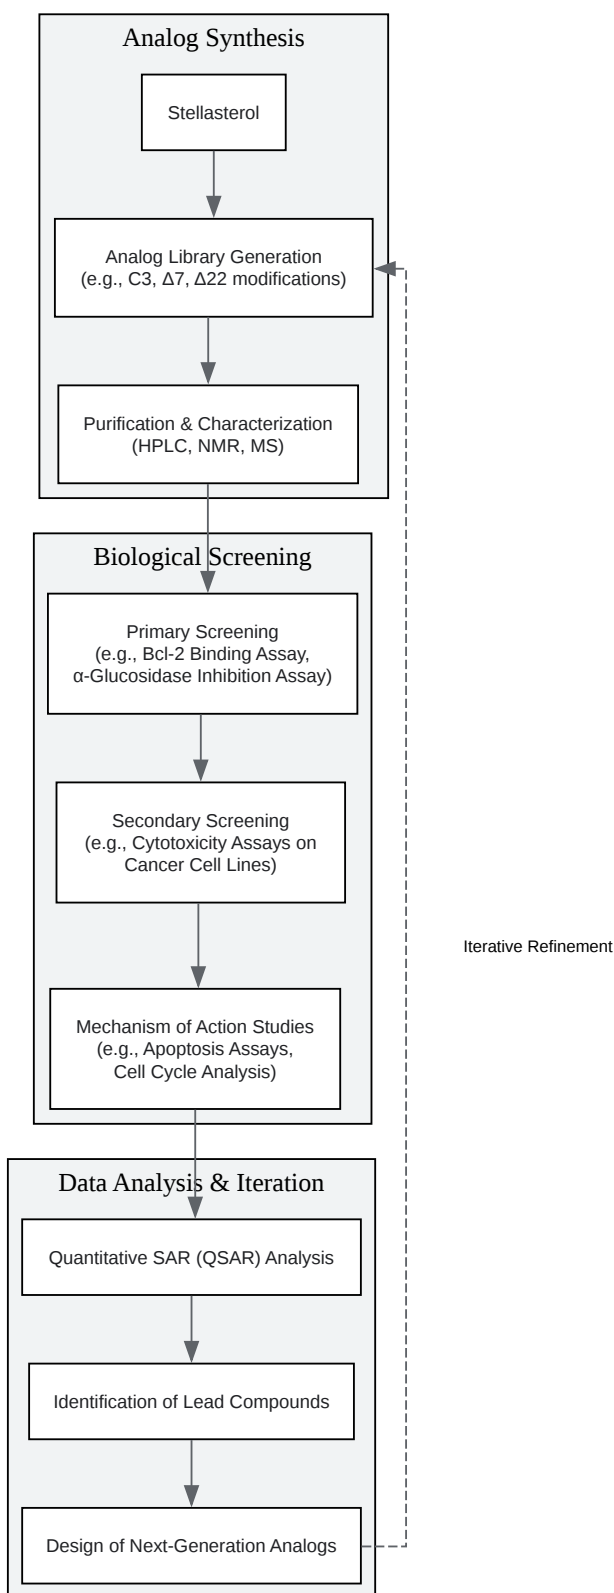 Analog Synthesis
Stellasterol
Analog Library Generation
(e.g., C3, Δ7, Δ22 modifications)
Purification & Characterization
(HPLC, NMR, MS)
Biological Screening
Primary Screening
(e.g., Bcl-2 Binding Assay,
α-Glucosidase Inhibition Assay)
Secondary Screening
(e.g., Cytotoxicity Assays on
Cancer Cell Lines)
Iterative Refinement
Mechanism of Action Studies
(e.g., Apoptosis Assays,
Cell Cycle Analysis)
Data Analysis & Iteration
Quantitative SAR (QSAR) Analysis
Identification of Lead Compounds
Design of Next-Generation Analogs